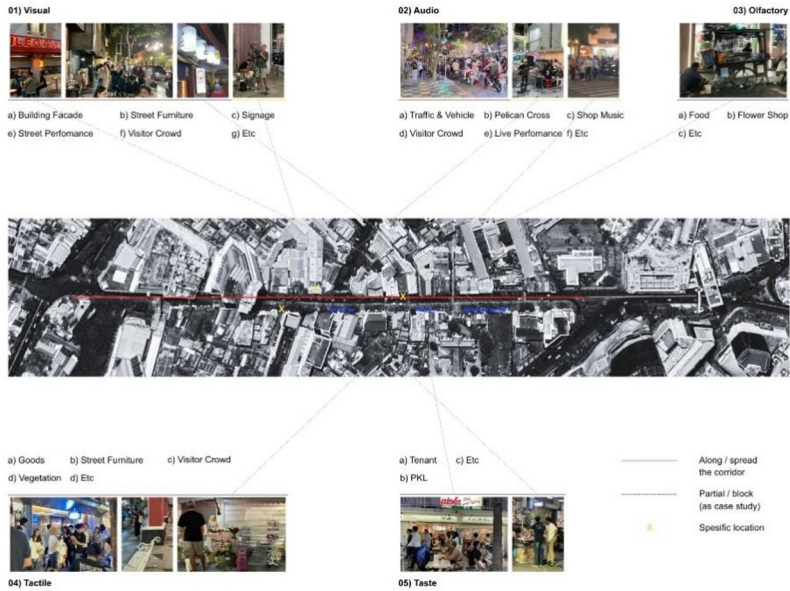 01) Visual
02) Audio
03) Olfactory
a) Building Facade b) Street Furniture c) Signage
e) Street Perfomance f) Visitor Crowd g) Etc
a) Traffic & Vehicle b) Pelican Cross c) Shop Music
d) Visitor Crowd e) Live Perfomance f) Etc
a) Food b) Flower Shop
c) Etc
a) Goods b) Street Furniture c) Visitor Crowd
d) Vegetation d) Etc
a) Tenant c) Etc
b) PKL
Along / spread
the corridor
Partial / block
(as case study)
X Spesific location
04) Tactile
05) Taste